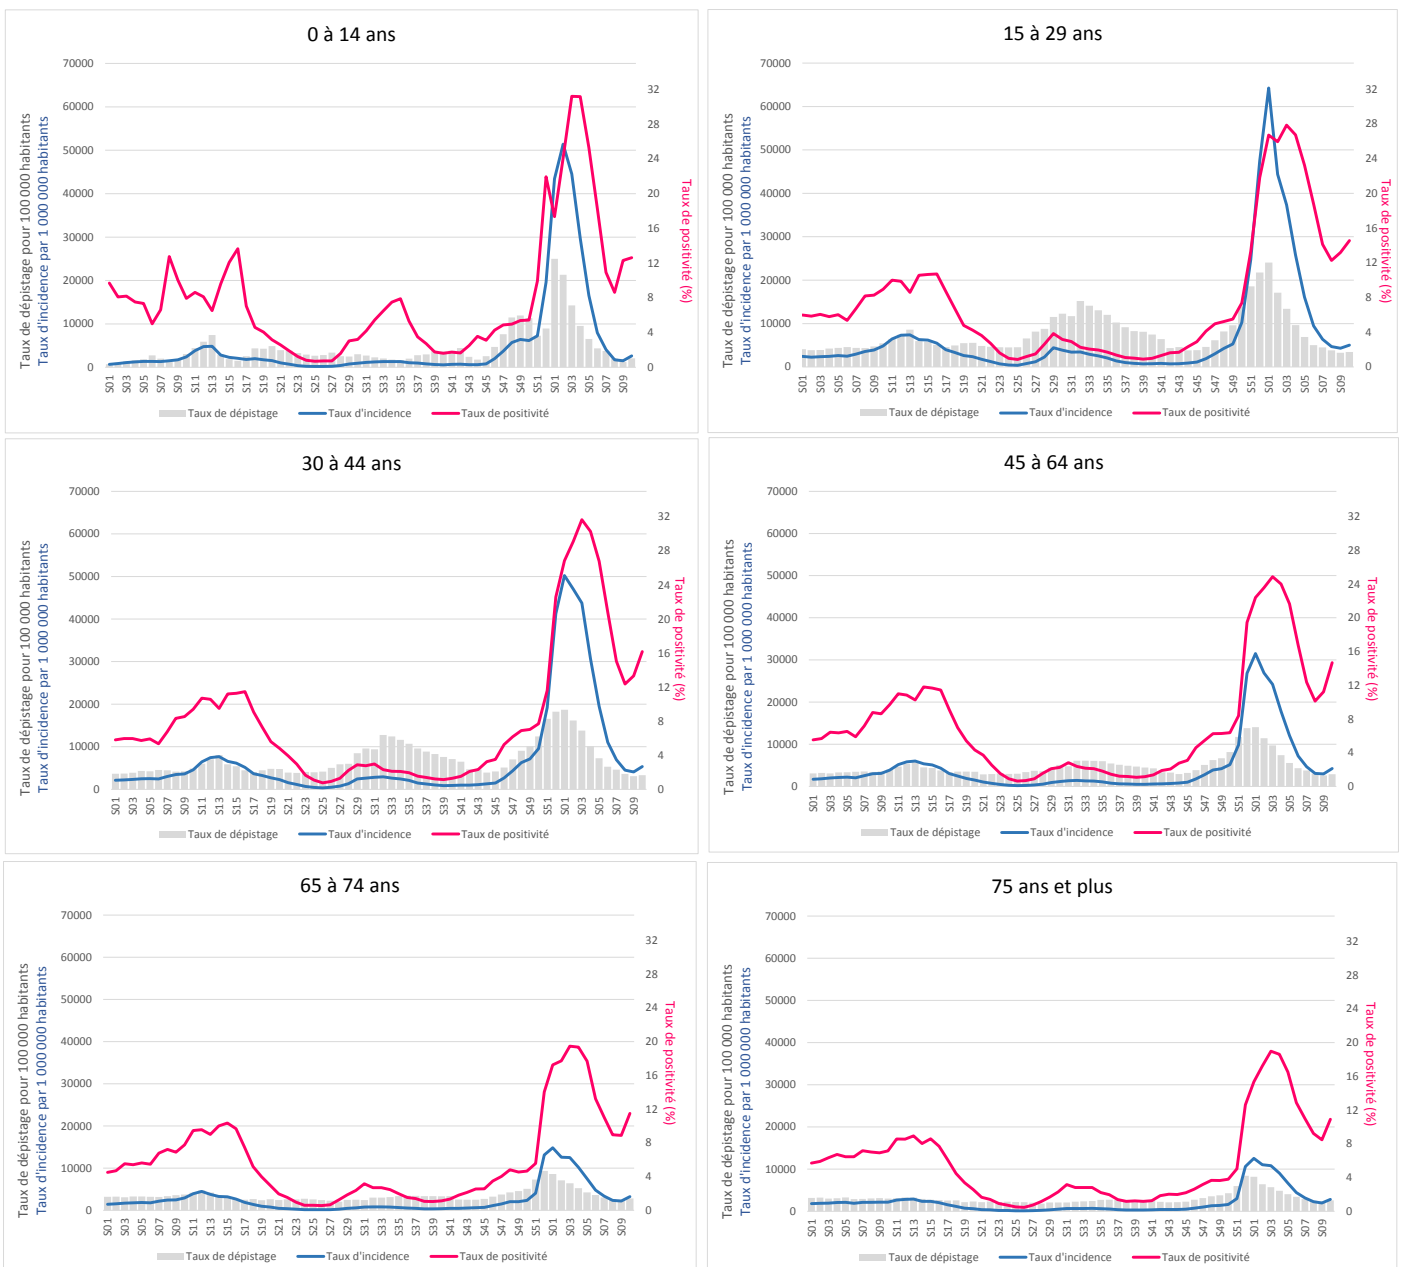 0 à 14 ans
Taux de dépistage pour 100 000 habitants
Taux d'incidence par 1 000 000 habitants
70000
60000
50000
40000
30000
20000
10000
0
32
28
24
20
16
12
8
4
0
Taux de positivité (%)
S01 S03 S05 S07 S09 S11 S13 S15 S17 S19 S21 S23 S25 S27 S29 S31 S33 S35 S37 S39 S41 S43 S45 S47 S49 S51 S01 S03 S05 S07 S09
Taux de dépistage Taux d'incidence Taux de positivité
15 à 29 ans
Taux de dépistage pour 100 000 habitants
Taux d'incidence par 1 000 000 habitants
70000
60000
50000
40000
30000
20000
10000
0
32
28
24
20
16
12
8
4
0
Taux de positivité (%)
S01 S03 S05 S07 S09 S11 S13 S15 S17 S19 S21 S23 S25 S27 S29 S31 S33 S35 S37 S39 S41 S43 S45 S47 S49 S51 S01 S03 S05 S07 S09
Taux de dépistage Taux d'incidence Taux de positivité
30 à 44 ans
Taux de dépistage pour 100 000 habitants
Taux d'incidence par 1 000 000 habitants
70000
60000
50000
40000
30000
20000
10000
0
32
28
24
20
16
12
8
4
0
Taux de positivité (%)
S01 S03 S05 S07 S09 S11 S13 S15 S17 S19 S21 S23 S25 S27 S29 S31 S33 S35 S37 S39 S41 S43 S45 S47 S49 S51 S01 S03 S05 S07 S09
Taux de dépistage Taux d'incidence Taux de positivité
45 à 64 ans
Taux de dépistage pour 100 000 habitants
Taux d'incidence par 1 000 000 habitants
70000
60000
50000
40000
30000
20000
10000
0
32
28
24
20
16
12
8
4
0
Taux de positivité (%)
S01 S03 S05 S07 S09 S11 S13 S15 S17 S19 S21 S23 S25 S27 S29 S31 S33 S35 S37 S39 S41 S43 S45 S47 S49 S51 S01 S03 S05 S07 S09
Taux de dépistage Taux d'incidence Taux de positivité
65 à 74 ans
Taux de dépistage pour 100 000 habitants
Taux d'incidence par 1 000 000 habitants
70000
60000
50000
40000
30000
20000
10000
0
32
28
24
20
16
12
8
4
0
Taux de positivité (%)
S01 S03 S05 S07 S09 S11 S13 S15 S17 S19 S21 S23 S25 S27 S29 S31 S33 S35 S37 S39 S41 S43 S45 S47 S49 S51 S01 S03 S05 S07 S09
Taux de dépistage Taux d'incidence Taux de positivité
75 ans et plus
Taux de dépistage pour 100 000 habitants
Taux d'incidence par 1 000 000 habitants
70000
60000
50000
40000
30000
20000
10000
0
32
28
24
20
16
12
8
4
0
Taux de positivité (%)
S01 S03 S05 S07 S09 S11 S13 S15 S17 S19 S21 S23 S25 S27 S29 S31 S33 S35 S37 S39 S41 S43 S45 S47 S49 S51 S01 S03 S05 S07 S09
Taux de dépistage Taux d'incidence Taux de positivité